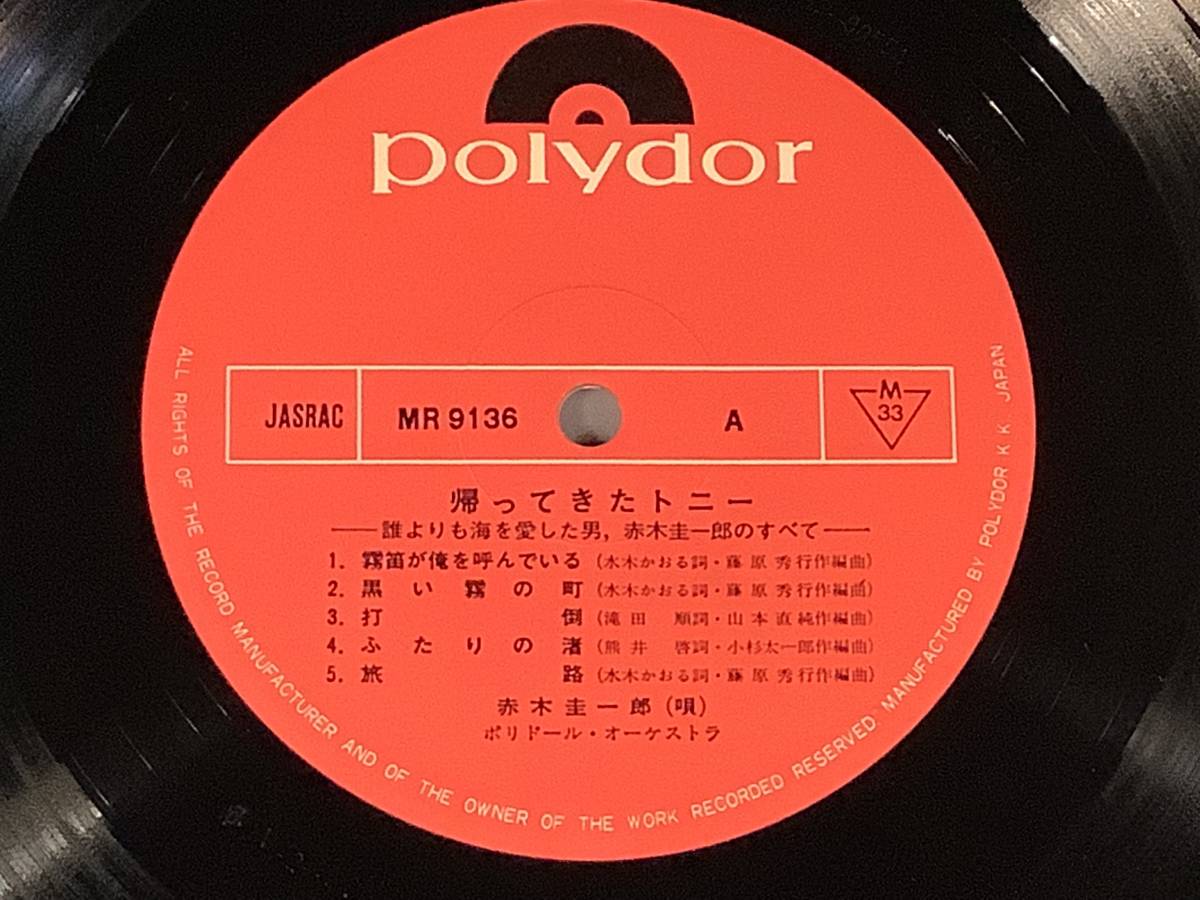 polydor
JASRAC MR 9136 A M 33
帰ってきたトニー
——誰よりも海を愛した男,赤木圭一郎のすべて——
1. 霧笛が俺を呼んでいる (水木かおる詞・藤原秀行作編曲)
2. 黒い霧の町 (水木かおる詞・藤原秀行作編曲)
3. 打倒 (滝田 順詞・山本直純作編曲)
4. ふたりの渚 (熊井 啓詞・小杉太一郎作編曲)
5. 旅路 (水木かおる詞・藤原秀行作編曲)
赤木圭一郎(唄)
ポリドール・オーケストラ
ALL RIGHTS OF THE RECORD MANUFACTURER AND OF THE OWNER OF THE WORK RECORDED RESERVED. MANUFACTURED BY POLYDOR K K JAPAN